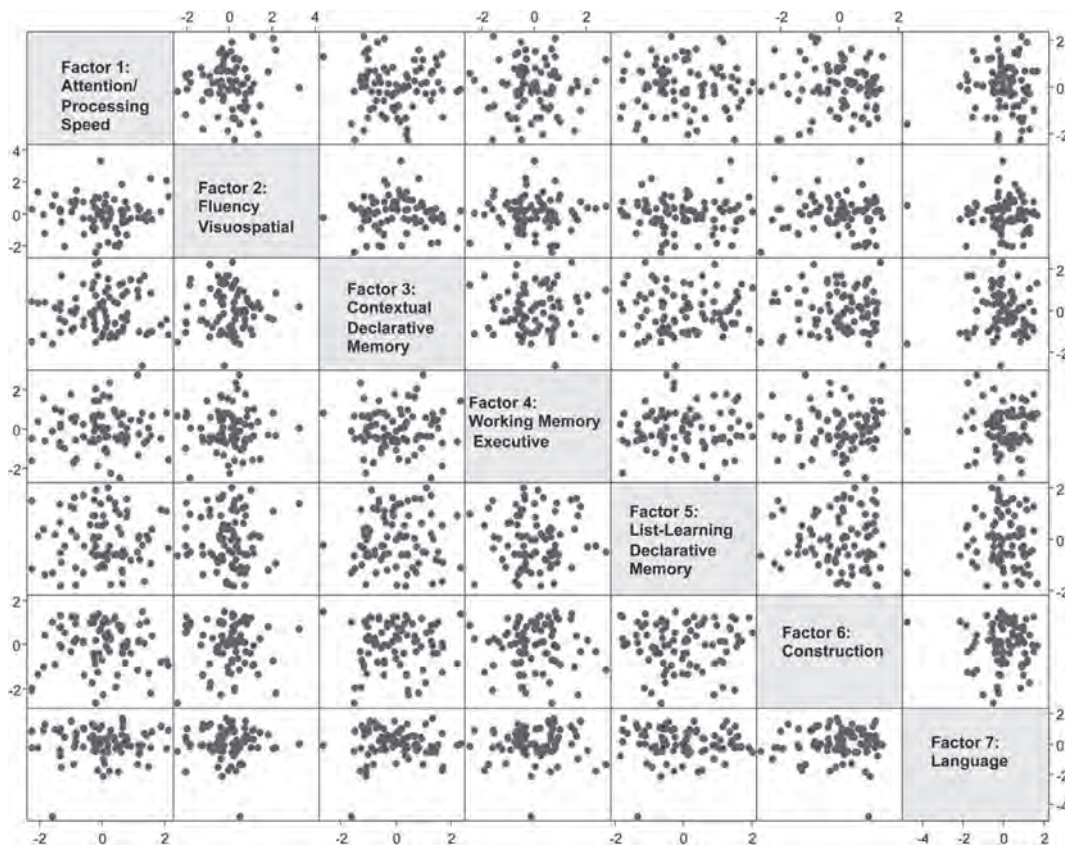 -2 0 2 4
-2 0 2
-2 0 2
Factor 1:
Attention/
Processing
Speed
2
0
-2
4
2
0
-2
Factor 2:
Fluency
Visuospatial
Factor 3:
Contextual
Declarative
Memory
2
0
-2
2
0
-2
Factor 4:
Working Memory
Executive
Factor 5:
List-Learning
Declarative
Memory
2
0
-2
2
0
-2
Factor 6:
Construction
Factor 7:
Language
2
0
-2
-4
-2 0 2
-2 0 2
-2 0 2
-4 -2 0 2